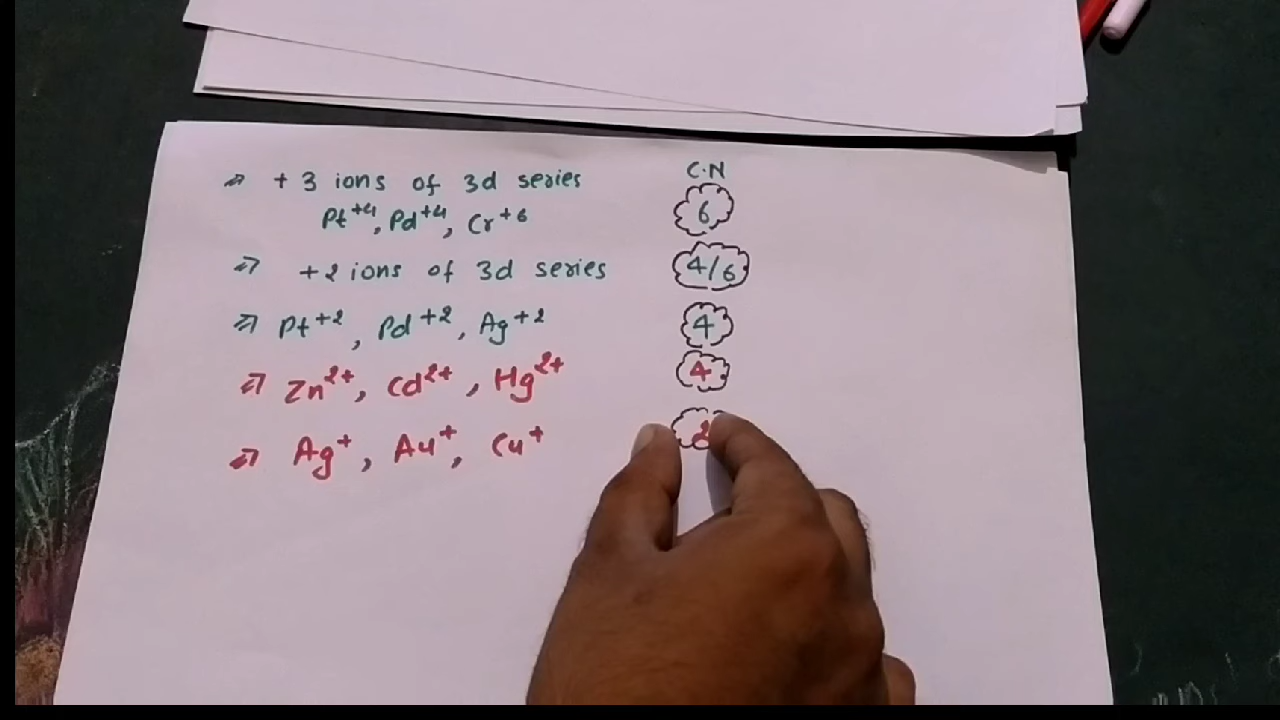 C.N
⇒ +3 ions of 3d series
Pt+4, Pd+4, Cr+6 6
⇒ +2 ions of 3d series 4/6
⇒ Pt+2, Pd+2, Ag+2 4
⇒ Zn2+, Cd2+, Hg2+ 4
⇒ Ag+, Au+, Cu+ 2